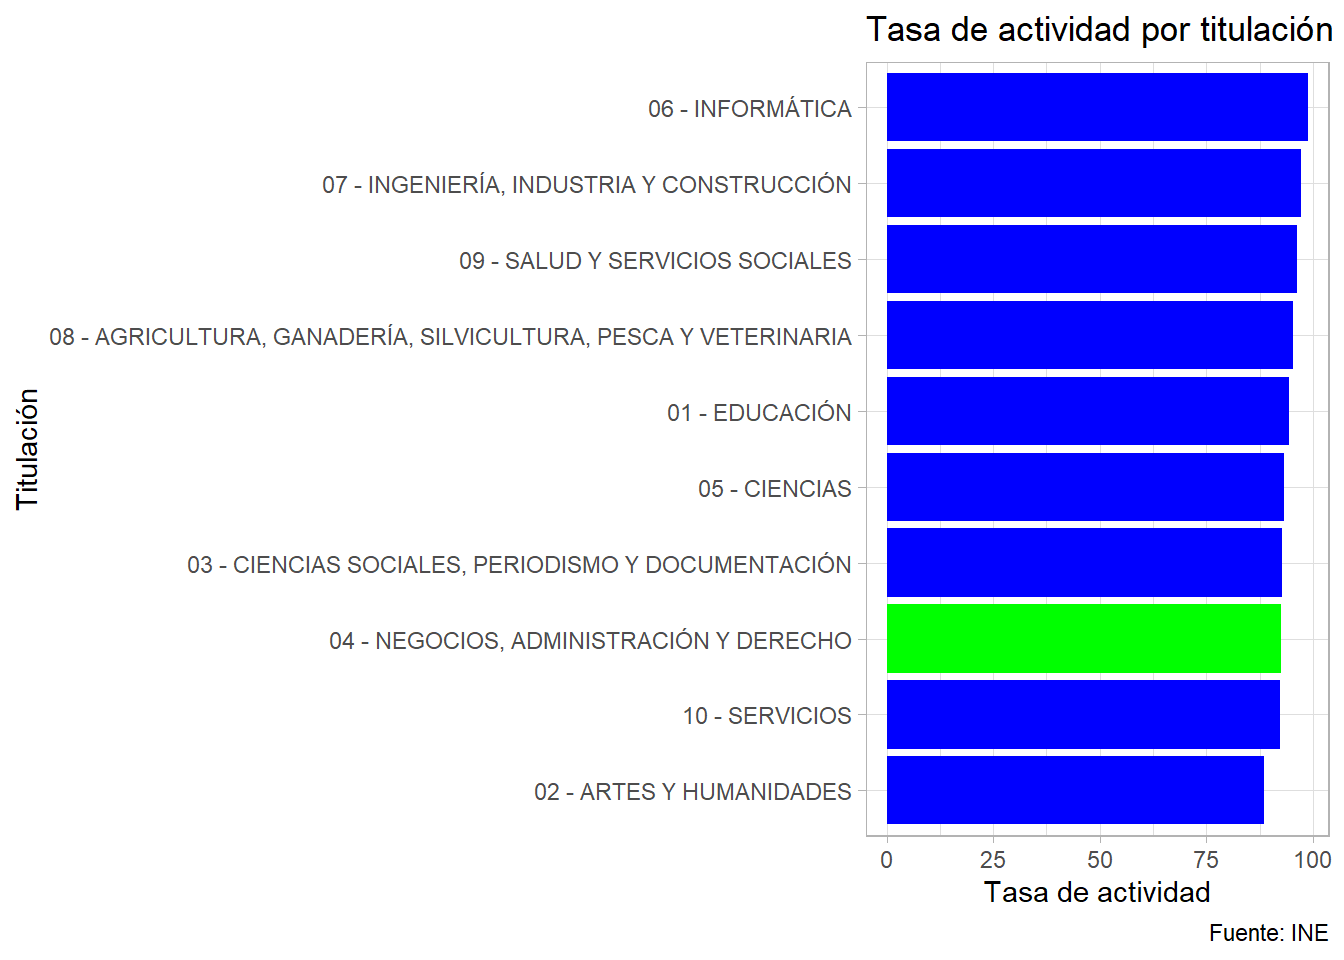 Tasa de actividad por titulación
Titulación
06 - INFORMÁTICA
07 - INGENIERÍA, INDUSTRIA Y CONSTRUCCIÓN
09 - SALUD Y SERVICIOS SOCIALES
08 - AGRICULTURA, GANADERÍA, SILVICULTURA, PESCA Y VETERINARIA
01 - EDUCACIÓN
05 - CIENCIAS
03 - CIENCIAS SOCIALES, PERIODISMO Y DOCUMENTACIÓN
04 - NEGOCIOS, ADMINISTRACIÓN Y DERECHO
10 - SERVICIOS
02 - ARTES Y HUMANIDADES
0 25 50 75 100
Tasa de actividad
Fuente: INE